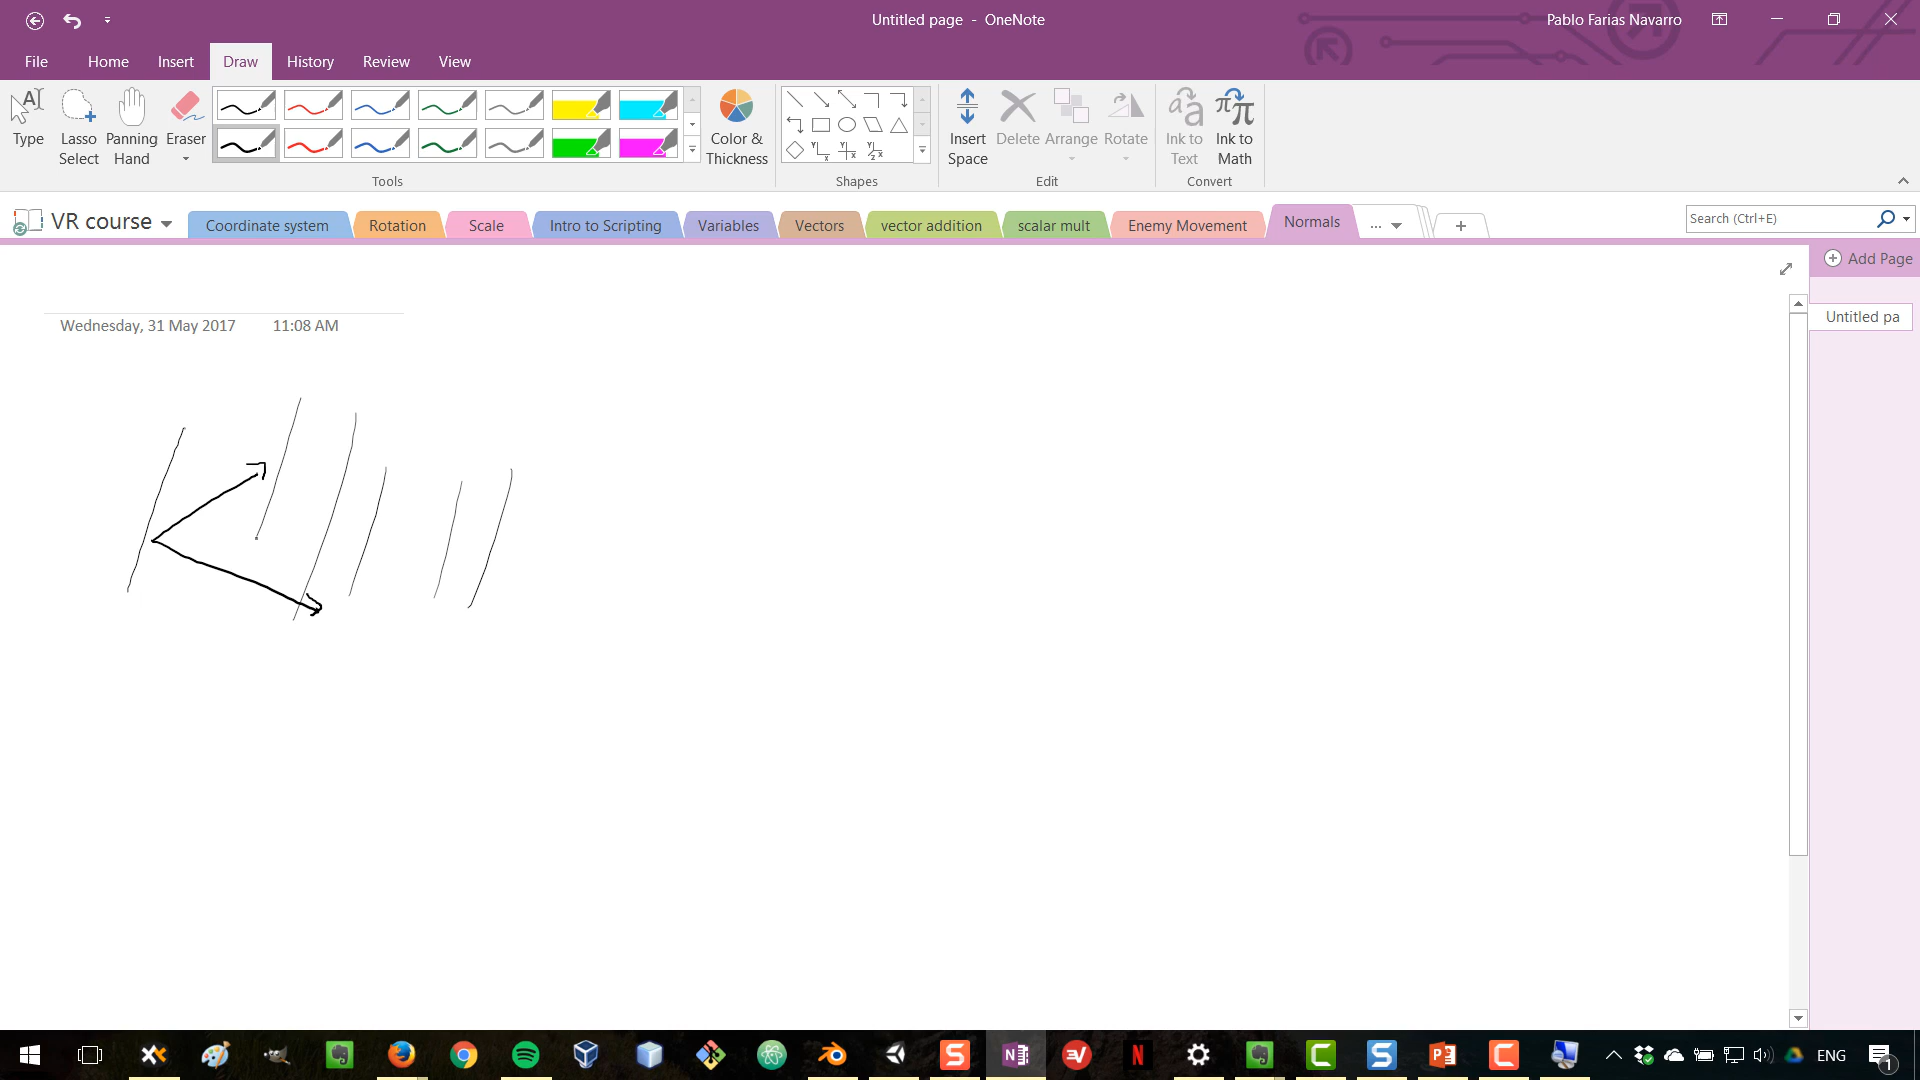 Untitled page - OneNote
Pablo Farias Navarro
File Home Insert Draw History Review View
Type
Lasso Select
Panning Hand
Eraser
Color & Thickness
Insert Space
Delete
Arrange
Rotate
Ink to Text
Ink to Math
Tools
Shapes
Edit
Convert
VR course
Coordinate system Rotation Scale Intro to Scripting Variables Vectors vector addition scalar mult Enemy Movement Normals ...
Search (Ctrl+E)
Add Page
Untitled pa
Wednesday, 31 May 2017 11:08 AM
ENG
1